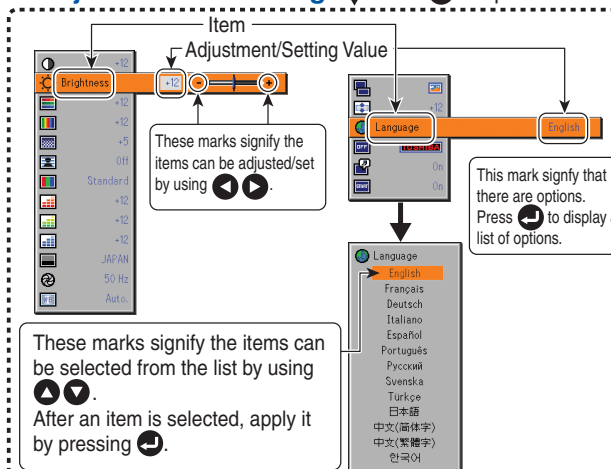 Item
Adjustment/Setting Value
+12
Brightness
+12
+12
+12
+5
Off
Standard
+12
+12
+12
JAPAN
50 Hz
Auto.
These marks signify the
items can be adjusted/set
by using
.
+12
Language
English
OFF
TOSHIBA
On
On
This mark signfy that
there are options.
Press
to display a
list of options.
Language
English
Français
Deutsch
Italiano
Español
Português
Русский
Svenska
Türkçe
日本語
中文(简体字)
中文(繁體字)
한국어
These marks signify the items can
be selected from the list by using
.
After an item is selected, apply it
by pressing
.